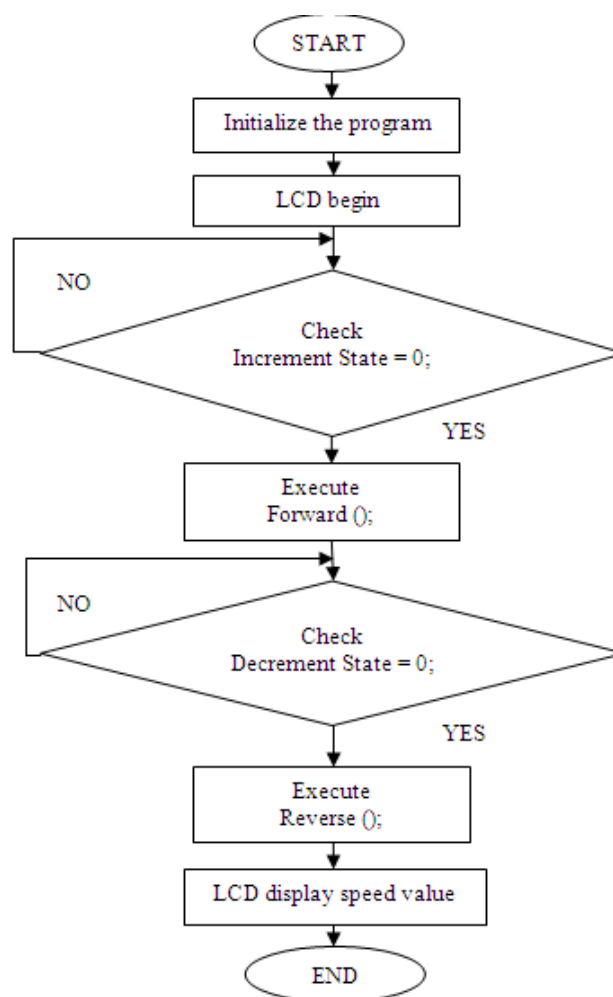 START
Initialize the program
LCD begin
NO
Check
Increment State = 0;
YES
Execute
Forward ();
NO
Check
Decrement State = 0;
YES
Execute
Reverse ();
LCD display speed value
END